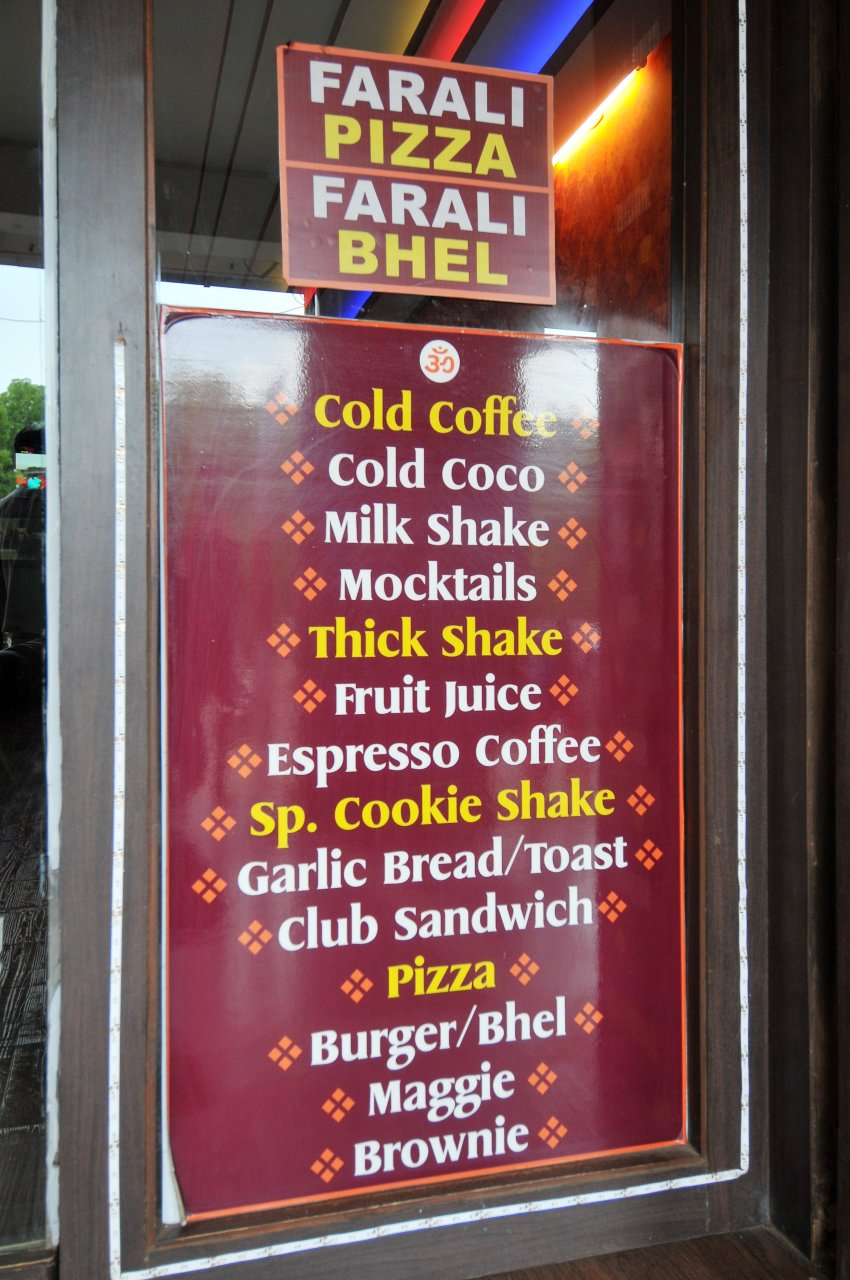 FARALI
PIZZA
FARALI
BHEL
ॐ
Cold Coffee
Cold Coco
Milk Shake
Mocktails
Thick Shake
Fruit Juice
Espresso Coffee
Sp. Cookie Shake
Garlic Bread/Toast
Club Sandwich
Pizza
Burger/Bhel
Maggie
Brownie